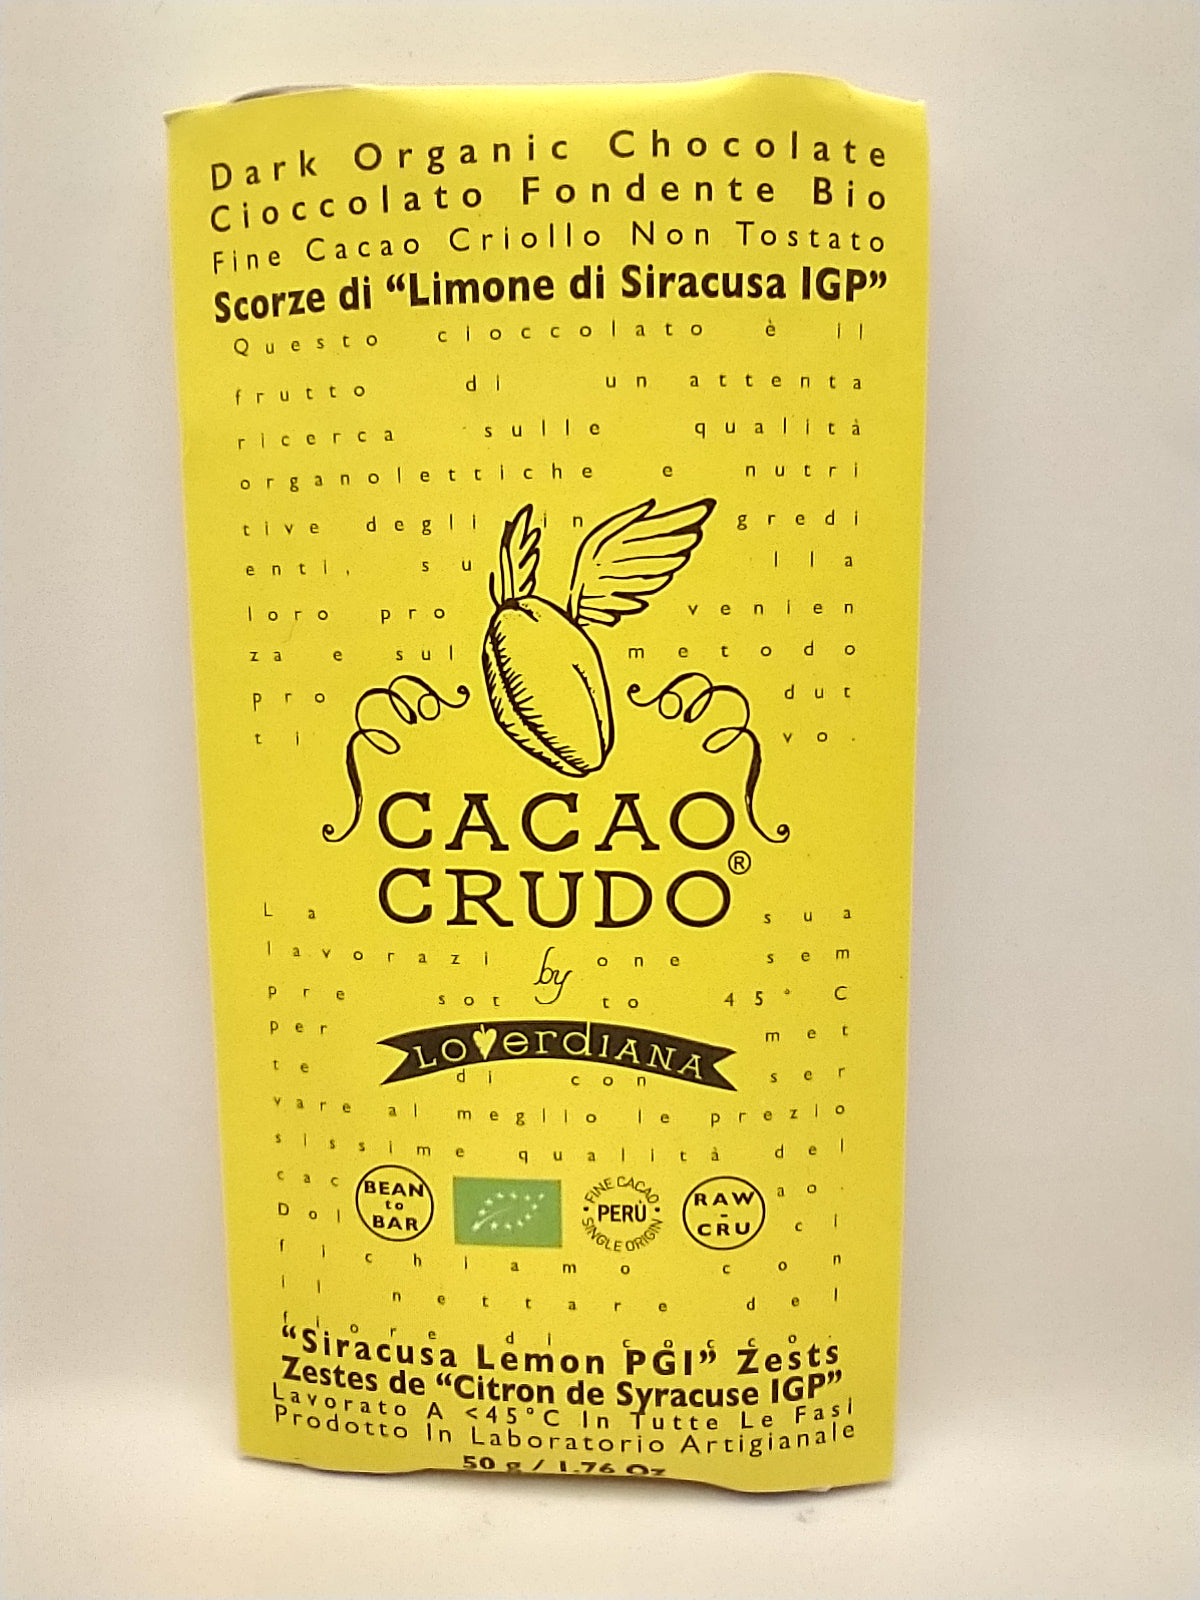 Dark Organic Chocolate
Cioccolato Fondente Bio
Fine Cacao Criollo Non Tostato
Scorze di “Limone di Siracusa IGP”
Questo cioccolato è il
frutto di un attenta
ricerca sulle qualità
organolettiche e nutri
tive degli in gredi
enti, su lla
loro pro venien
za e sul metodo
pro dut
ti vo.
CACAO
CRUDO®
La sua
lavorazi one sem
by
pre sot to 45° C
per met
LoVerdIANA
te di con ser
vare al meglio le prezio
sissime qualità del
cac ao.
BEAN
to
BAR
FINE CACAO
PERÙ
SINGLE ORIGIN
RAW
-
CRU
Dol ci
fichiamo con
il nettare del
fiore di cocco.
“Siracusa Lemon PGI” Zests
Zestes de “Citron de Syracuse IGP”
Lavorato A <45°C In Tutte Le Fasi
Prodotto In Laboratorio Artigianale
50 g / 1.76 Oz